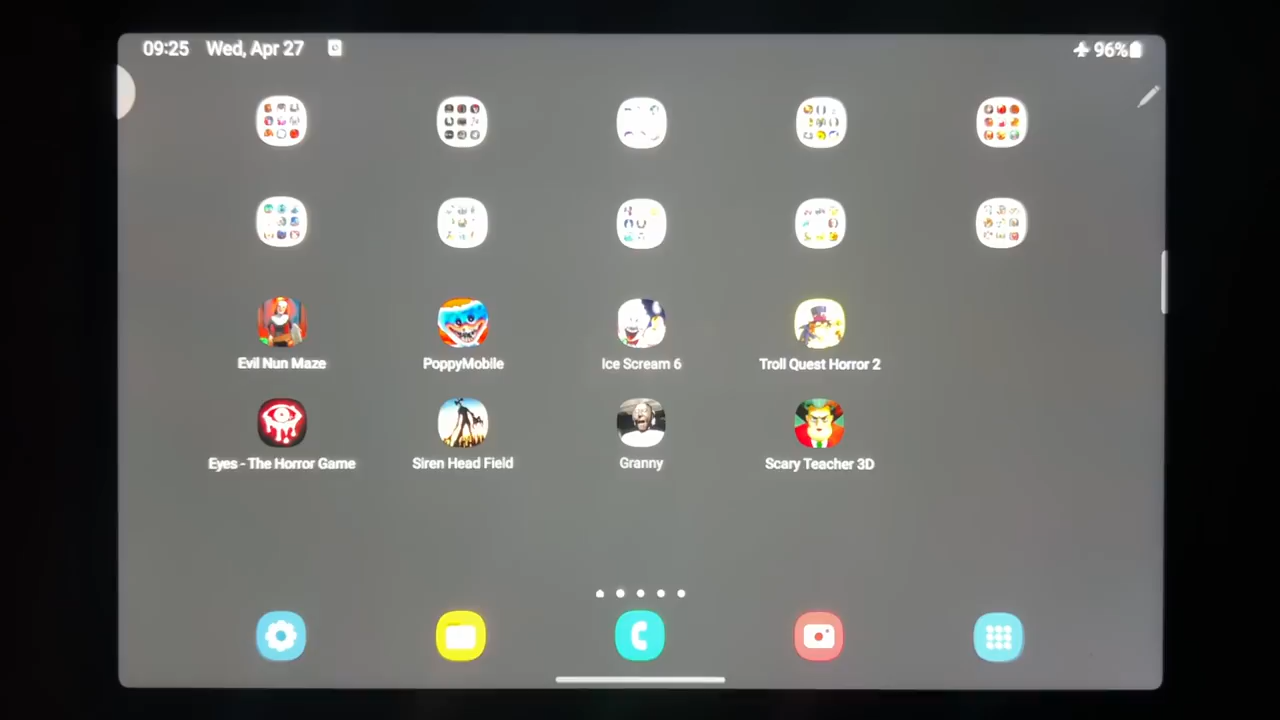 09:25 Wed, Apr 27 96%
Evil Nun Maze PoppyMobile Ice Scream 6 Troll Quest Horror 2
Eyes - The Horror Game Siren Head Field Granny Scary Teacher 3D